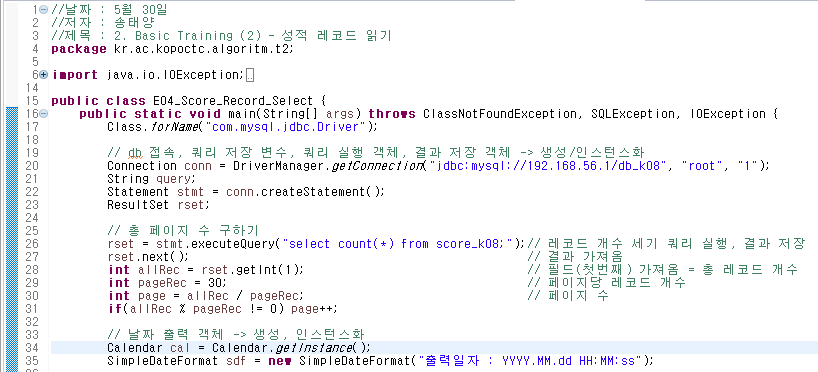 1 //날짜 : 5월 30일
2 //저자 : 송태양
3 //제목 : 2. Basic Training (2) - 성적 레코드 읽기
4 package kr.ac.kopoctc.algoritm.t2;
5
6 import java.io.IOException;
14
15 public class E04_Score_Record_Select {
16 public static void main(String[] args) throws ClassNotFoundException, SQLException, IOException {
17 Class.forName("com.mysql.jdbc.Driver");
18
19 // db 접속, 쿼리 저장 변수, 쿼리 실행 객체, 결과 저장 객체 -> 생성/인스턴스화
20 Connection conn = DriverManager.getConnection("jdbc:mysql://192.168.56.1/db_k08", "root", "1");
21 String query;
22 Statement stmt = conn.createStatement();
23 ResultSet rset;
24
25 // 총 페이지 수 구하기
26 rset = stmt.executeQuery("select count(*) from score_k08;"); // 레코드 개수 세기 쿼리 실행, 결과 저장
27 rset.next(); // 결과 가져옴
28 int allRec = rset.getInt(1); // 필드(첫번째) 가져옴 = 총 레코드 개수
29 int pageRec = 30; // 페이지당 레코드 개수
30 int page = allRec / pageRec; // 페이지 수
31 if(allRec % pageRec != 0) page++;
32
33 // 날짜 출력 객체 -> 생성, 인스턴스화
34 Calendar cal = Calendar.getInstance();
35 SimpleDateFormat sdf = new SimpleDateFormat("출력일자 : YYYY.MM.dd HH:MM:ss");